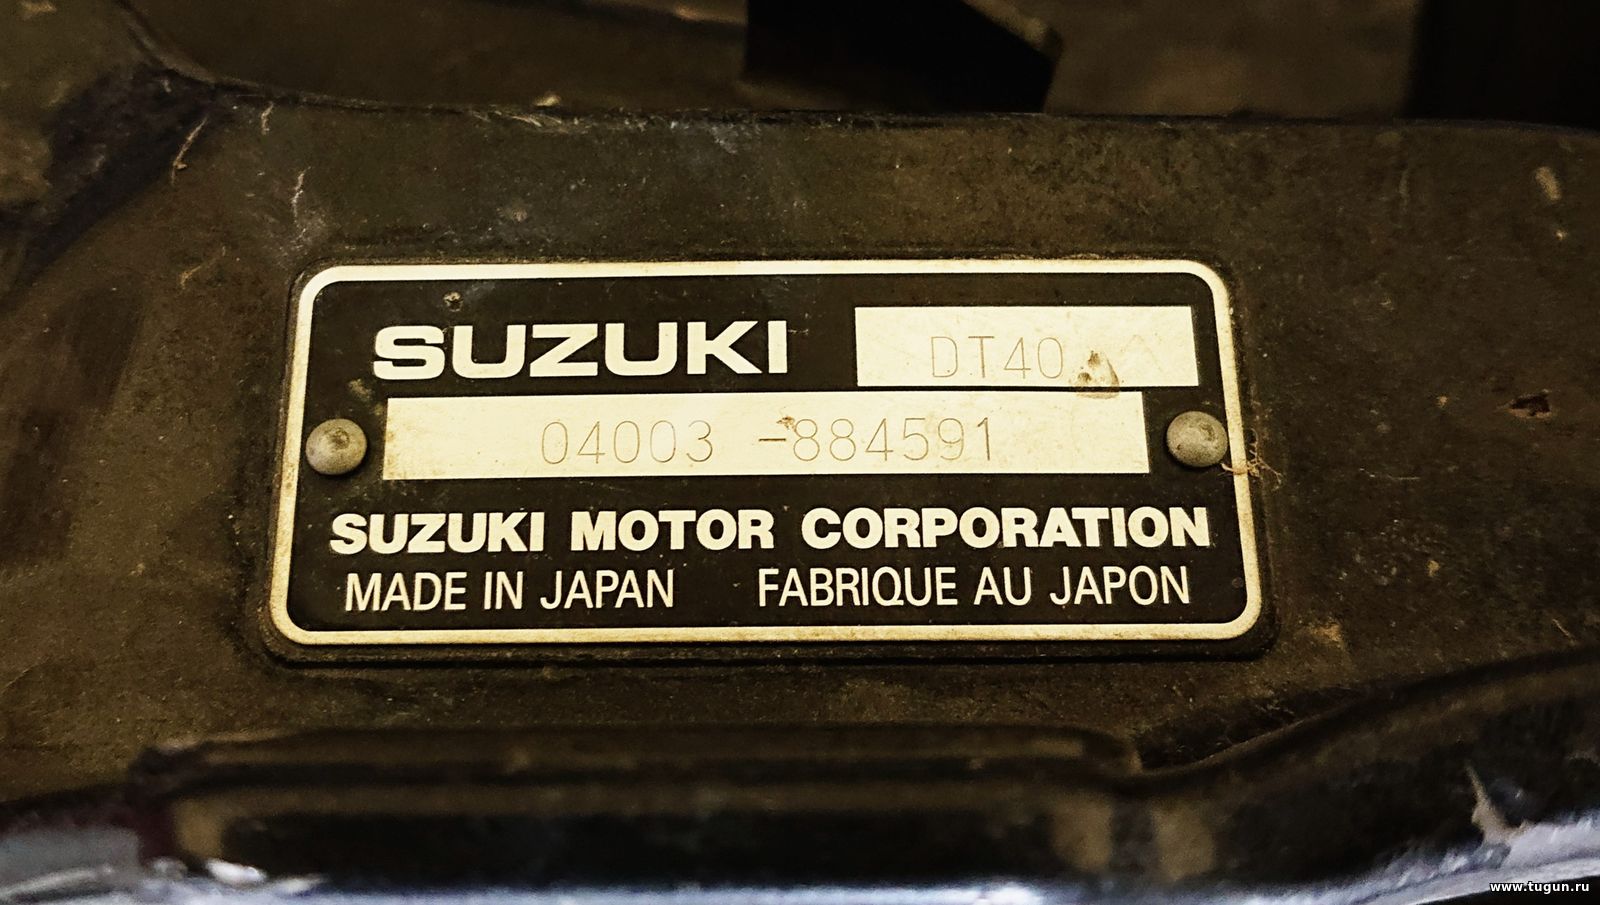 SUZUKI DT40
04003 -884591
SUZUKI MOTOR CORPORATION
MADE IN JAPAN FABRIQUE AU JAPON
www.tugun.ru